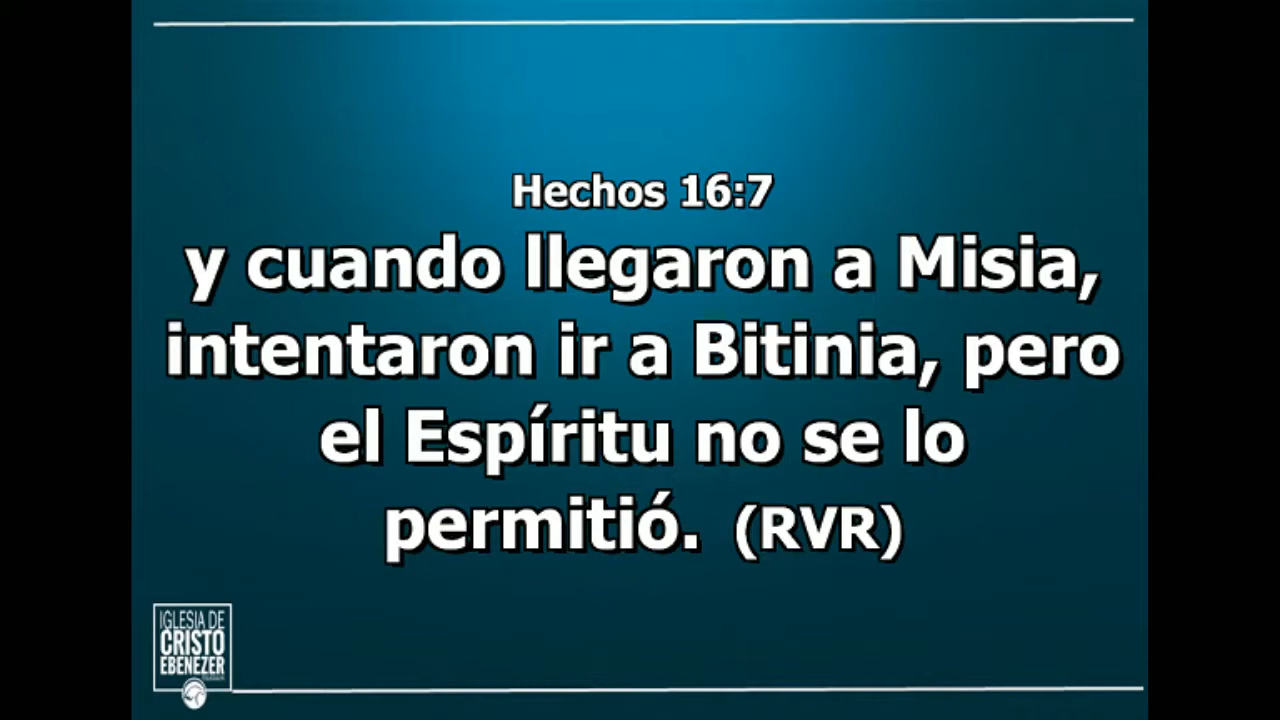 Hechos 16:7
y cuando llegaron a Misia,
intentaron ir a Bitinia, pero
el Espíritu no se lo
permitió. (RVR)
IGLESIA DE
CRISTO
EBENEZER